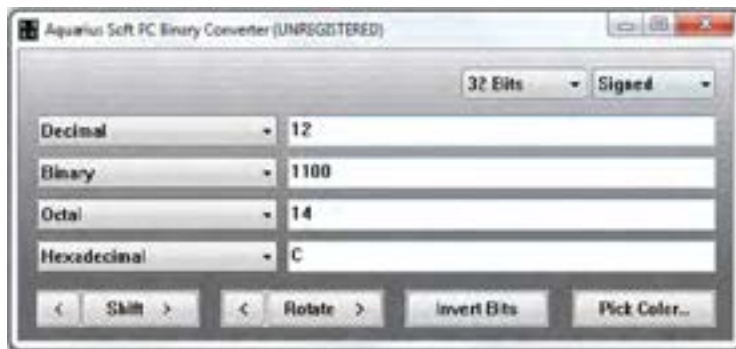 Aquarius Soft PC Binary Converter (UNREGISTERED)
32 Bits Signed
Decimal 12
Binary 1100
Octal 14
Hexadecimal C
< Shift > < Rotate > Invert Bits Pick Color...